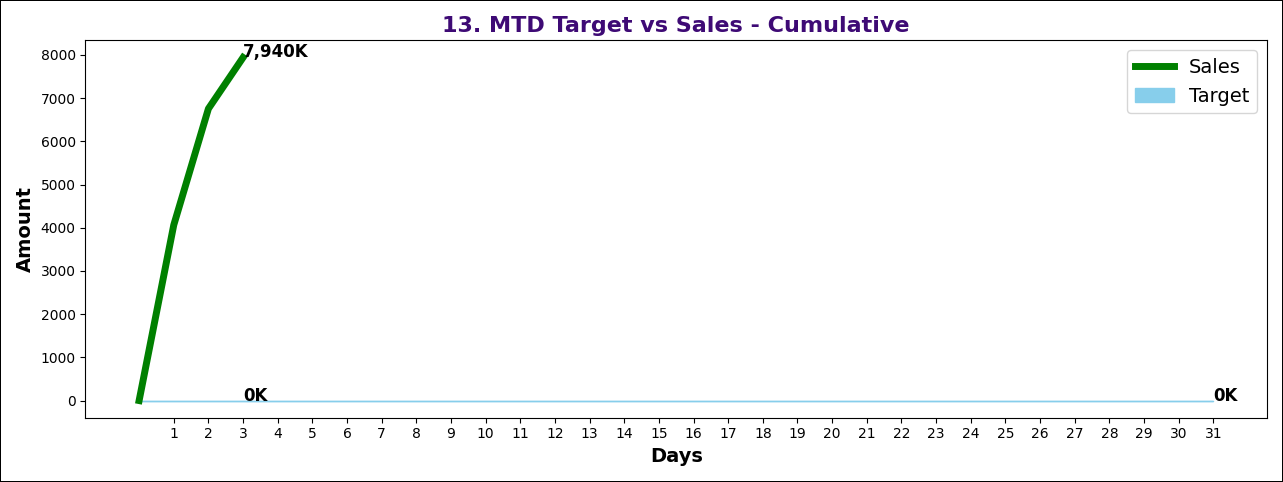 13. MTD Target vs Sales - Cumulative
8000
7000
6000
5000
4000
3000
2000
1000
0
Amount
7,940K
0K
0K
Sales
Target
1 2 3 4 5 6 7 8 9 10 11 12 13 14 15 16 17 18 19 20 21 22 23 24 25 26 27 28 29 30 31
Days